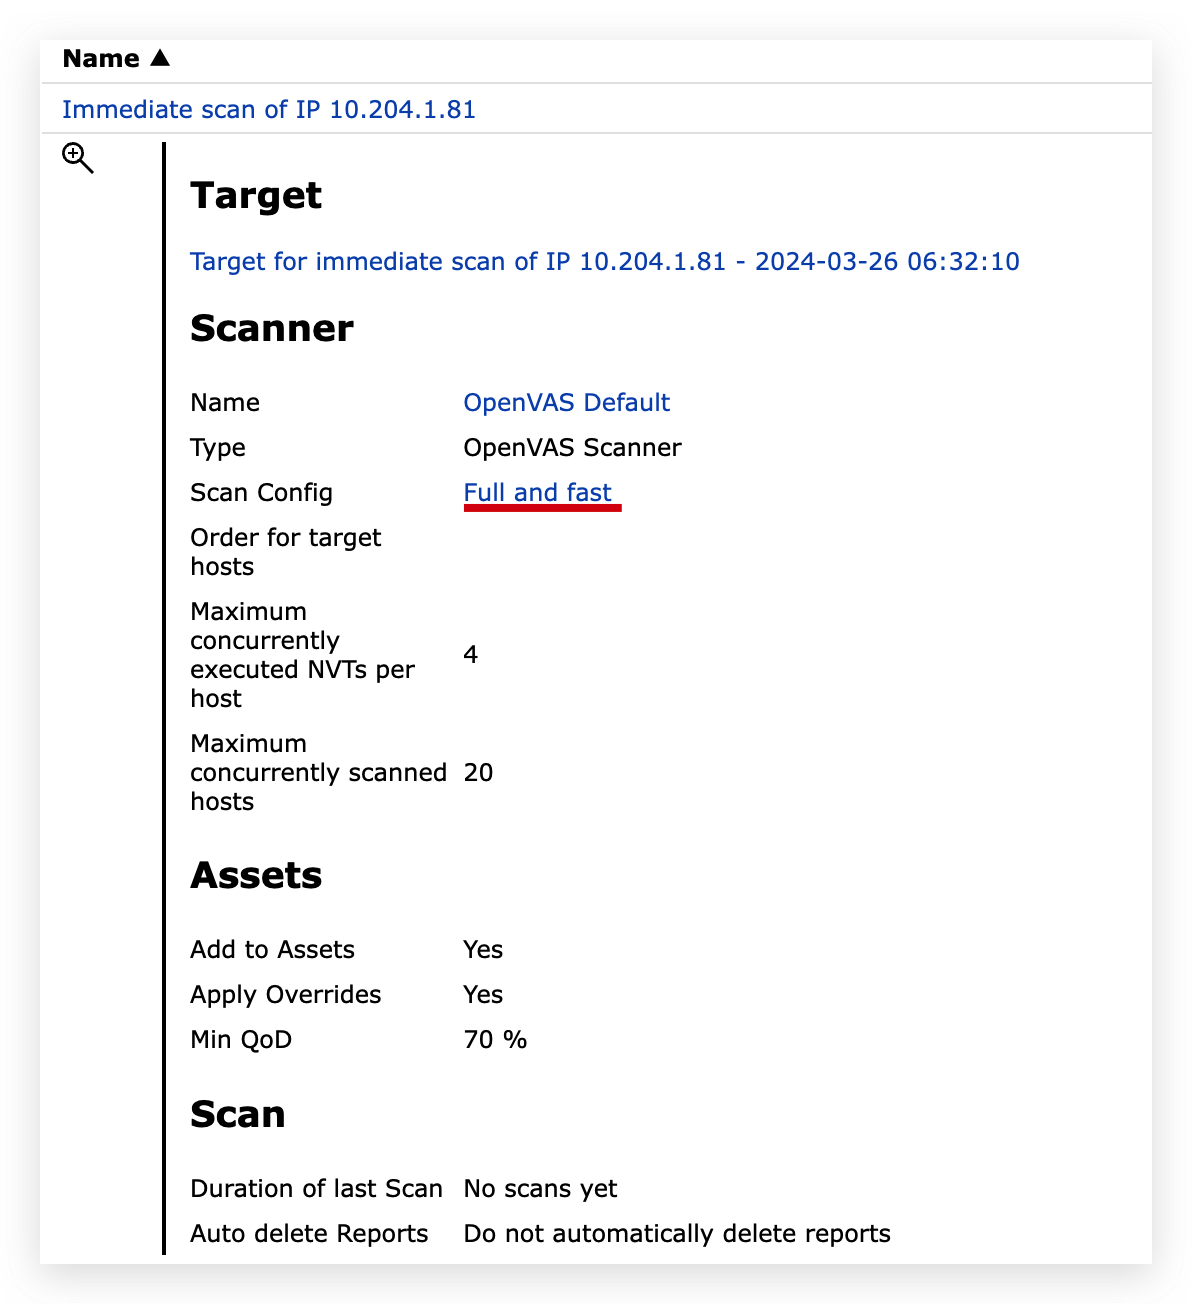 Name ▲
Immediate scan of IP 10.204.1.81
Target
Target for immediate scan of IP 10.204.1.81 - 2024-03-26 06:32:10
Scanner
Name OpenVAS Default
Type OpenVAS Scanner
Scan Config Full and fast
Order for target
hosts
Maximum
concurrently
executed NVTs per
host
4
Maximum
concurrently scanned
hosts
20
Assets
Add to Assets Yes
Apply Overrides Yes
Min QoD 70 %
Scan
Duration of last Scan No scans yet
Auto delete Reports Do not automatically delete reports